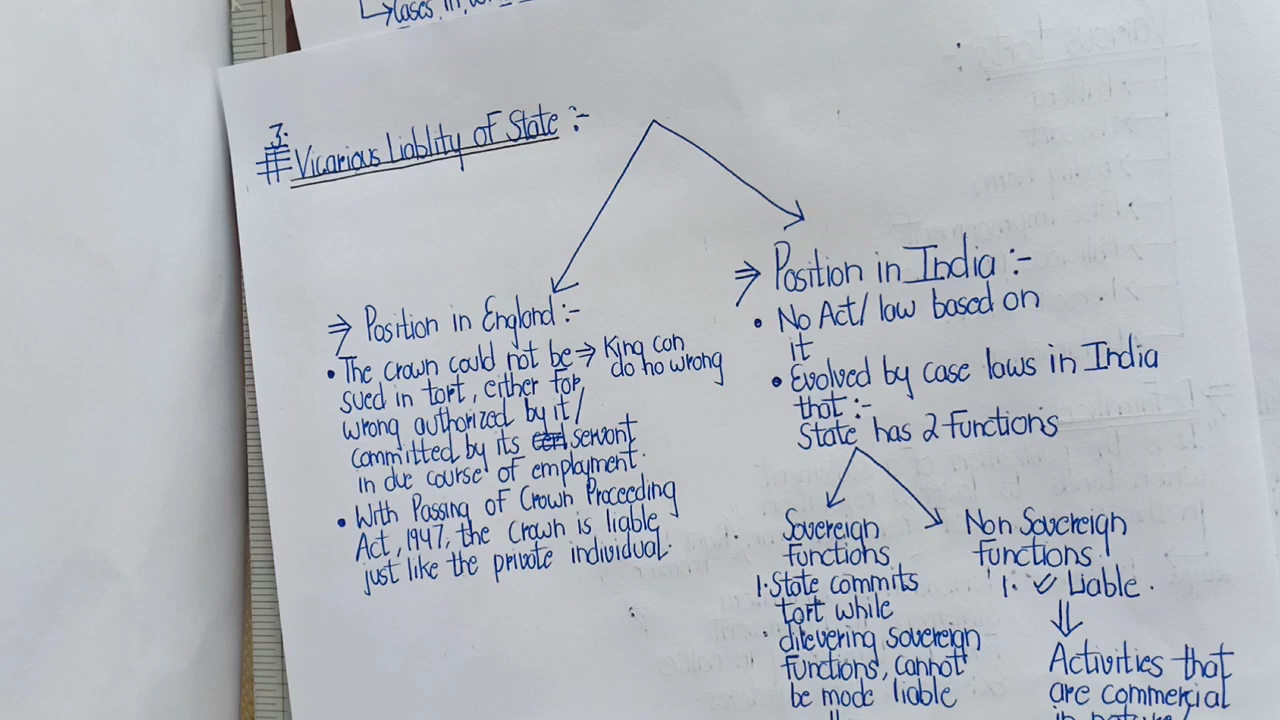 ↳ Cases in
3.
# Vicarious Liablity of State :-
⇒ Position in England :-
• The crown could not be ⇒ King can
do no wrong
sued in tort, either for
wrong authorized by it/
committed by its servant
in due course of employment.
• With Passing of Crown Proceeding
Act, 1947, the Crown is liable
just like the private individual.
⇒ Position in India :-
• No Act/law based on
it
• Evolved by case laws in India
that :-
State has 2 functions
Sovereign
functions
1. State commits
tort while
dilevering sovereign
functions, cannot
be made liable
Non Sovereign
functions
1. ✓ Liable.
⇓
Activities that
are commercial
in nature